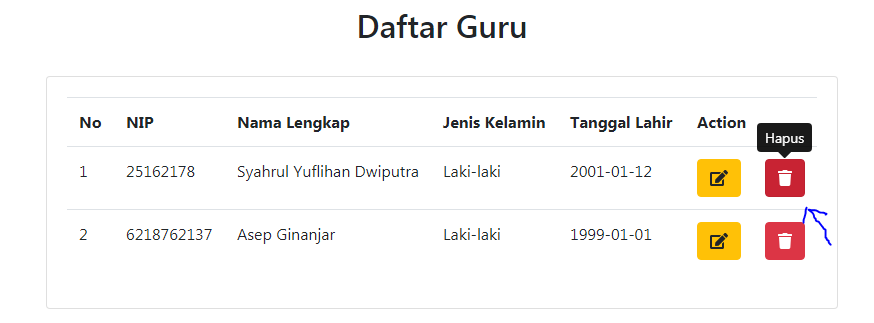 Daftar Guru
No NIP Nama Lengkap Jenis Kelamin Tanggal Lahir Action
Hapus
1 25162178 Syahrul Yuflihan Dwiputra Laki-laki 2001-01-12
2 6218762137 Asep Ginanjar Laki-laki 1999-01-01